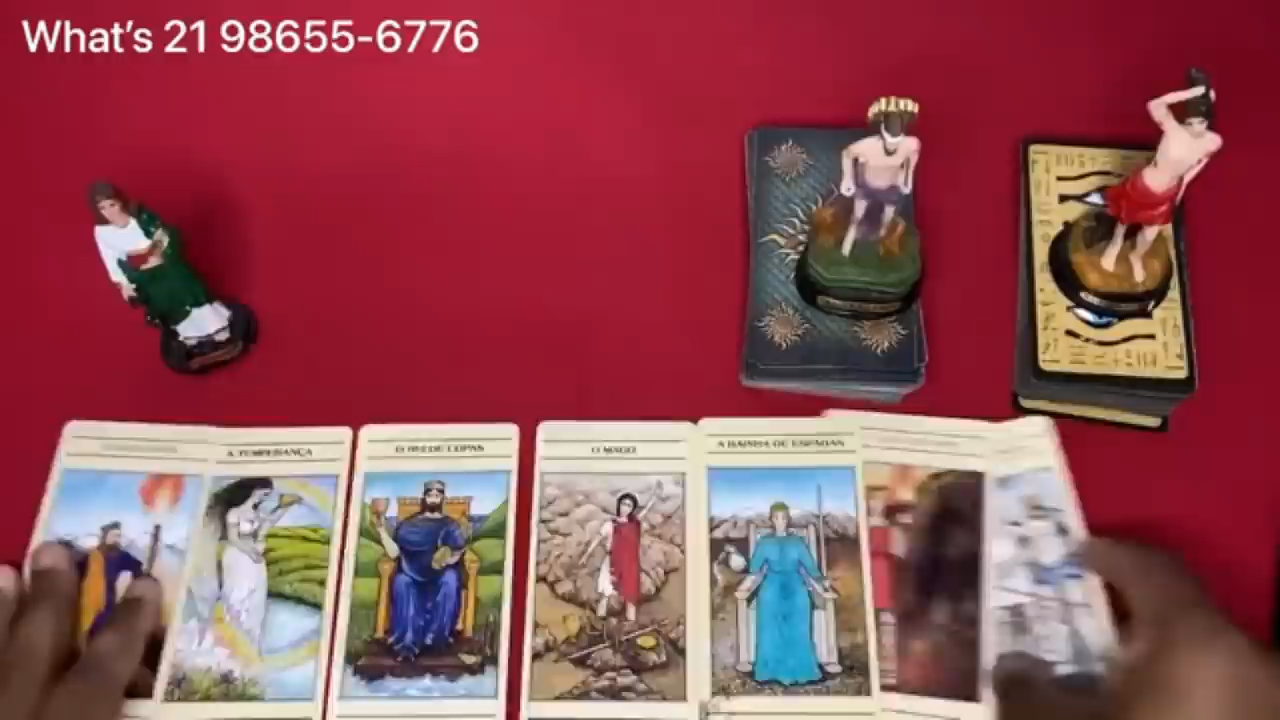 What's 21 98655-6776
A TEMPERANÇA
O REI DE COPAS
O MAGO
A RAINHA DE ESPADAS